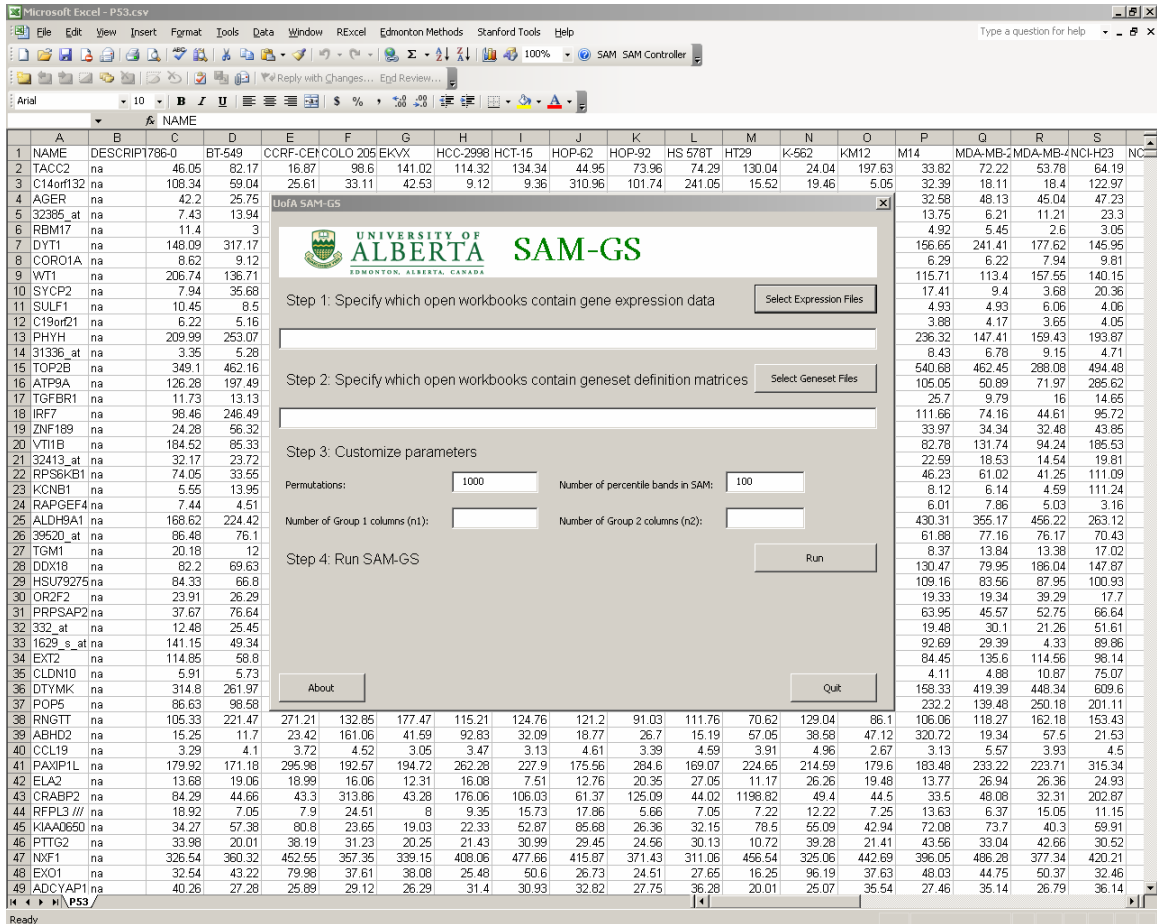 Microsoft Excel - P53.csv
File Edit View Insert Format Tools Data Window RExcel Edmonton Methods Stanford Tools Help Type a question for help
100% SAM SAM Controller
Reply with Changes... End Review...
Arial 10 B I U $ % ,
fx NAME
A B C D E F G H I J K L M N O P Q R S
1 NAME DESCRIPT 786-0 BT-549 CCRF-CEN COLO 205 EKVX HCC-2998 HCT-15 HOP-62 HOP-92 HS 578T HT29 K-562 KM12 M14 MDA-MB-2 MDA-MB-4 NCI-H23 NC
2 TACC2 na 46.05 82.17 16.87 98.6 141.02 114.32 134.34 44.95 73.96 74.29 130.04 24.04 197.63 33.82 72.22 53.78 64.19
3 C14orf132 na 108.34 59.04 25.61 33.11 42.53 9.12 9.36 310.96 101.74 241.05 15.52 19.46 5.05 32.39 18.11 18.4 122.97
4 AGER na 42.2 25.75 32.58 48.13 45.04 47.23
5 32385_at na 7.43 13.94 13.75 6.21 11.21 23.3
6 RBM17 na 11.4 3 4.92 5.45 2.6 3.05
7 DYT1 na 148.09 317.17 156.65 241.41 177.62 145.95
8 CORO1A na 8.62 9.12 6.29 6.22 7.94 9.81
9 WT1 na 206.74 136.71 115.71 113.4 157.55 140.15
10 SYCP2 na 7.94 35.68 17.41 9.4 3.68 20.36
11 SULF1 na 10.45 8.5 4.93 4.93 6.06 4.06
12 C19orf21 na 6.22 5.16 3.88 4.17 3.65 4.05
13 PHYH na 209.99 253.07 236.32 147.41 159.43 193.87
14 31336_at na 3.35 5.28 8.43 6.78 9.15 4.71
15 TOP2B na 349.1 462.16 540.68 462.45 288.08 494.48
16 ATP9A na 126.28 197.49 105.05 50.89 71.97 285.62
17 TGFBR1 na 11.73 13.13 25.7 9.79 16 14.65
18 IRF7 na 98.46 246.49 111.66 74.16 44.61 95.72
19 ZNF189 na 24.28 56.32 33.97 34.34 32.48 43.85
20 VTI1B na 184.52 85.33 82.78 131.74 94.24 185.53
21 32413_at na 32.17 23.72 22.59 18.53 14.54 19.81
22 RPS6KB1 na 74.05 33.55 46.23 61.02 41.25 111.09
23 KCNB1 na 5.55 13.95 8.12 6.14 4.59 111.24
24 RAPGEF4 na 7.44 4.51 6.01 7.86 5.03 3.16
25 ALDH9A1 na 168.62 224.42 430.31 355.17 456.22 263.12
26 39520_at na 86.48 76.1 61.88 77.16 76.17 70.43
27 TGM1 na 20.18 12 8.37 13.84 13.38 17.02
28 DDX18 na 82.2 69.63 130.47 79.95 186.04 147.87
29 HSU79275 na 84.33 66.8 109.16 83.56 87.95 100.93
30 OR2F2 na 23.91 26.29 19.33 19.34 39.29 17.7
31 PRPSAP2 na 37.67 76.64 63.95 45.57 52.75 66.64
32 332_at na 12.48 25.45 19.48 30.1 21.26 51.61
33 1629_s_at na 141.15 49.34 92.69 29.39 4.33 89.86
34 EXT2 na 114.85 58.8 84.45 135.6 114.56 98.14
35 CLDN10 na 5.91 5.73 4.11 4.88 10.87 75.07
36 DTYMK na 314.8 261.97 158.33 419.39 448.34 609.6
37 POP5 na 86.63 98.58 232.2 139.48 250.18 201.11
UofA SAM-GS
UNIVERSITY OF
ALBERTA SAM-GS
EDMONTON, ALBERTA, CANADA
Step 1: Specify which open workbooks contain gene expression data Select Expression Files
Step 2: Specify which open workbooks contain geneset definition matrices Select Geneset Files
Step 3: Customize parameters
Permutations: 1000 Number of percentile bands in SAM: 100
Number of Group 1 columns (n1): Number of Group 2 columns (n2):
Step 4: Run SAM-GS Run
About Quit
38 RNGTT na 105.33 221.47 271.21 132.85 177.47 115.21 124.76 121.2 91.03 111.76 70.62 129.04 86.1 106.06 118.27 162.18 153.43
39 ABHD2 na 15.25 11.7 23.42 161.06 41.59 92.83 32.09 18.77 26.7 15.19 57.05 38.58 47.12 320.72 19.34 57.5 21.53
40 CCL19 na 3.29 4.1 3.72 4.52 3.05 3.47 3.13 4.61 3.39 4.59 3.91 4.96 2.67 3.13 5.57 3.93 4.5
41 PAXIP1L na 179.92 171.18 295.98 192.57 194.72 262.28 227.9 175.56 284.6 169.07 224.65 214.59 179.6 183.48 233.22 223.71 315.34
42 ELA2 na 13.68 19.06 18.99 16.06 12.31 16.08 7.51 12.76 20.35 27.05 11.17 26.26 19.48 13.77 26.94 26.36 24.93
43 CRABP2 na 84.29 44.66 43.3 313.86 43.28 176.06 106.03 61.37 125.09 44.02 1198.82 49.4 44.5 33.5 48.08 32.31 202.87
44 RFPL3 /// na 18.92 7.05 7.9 24.51 8 9.35 15.73 17.86 5.66 7.05 7.22 12.22 7.25 13.63 6.37 15.05 11.15
45 KIAA0650 na 34.27 57.38 80.8 23.65 19.03 22.33 52.87 85.68 26.36 32.15 78.5 55.09 42.94 72.08 73.7 40.3 59.91
46 PTTG2 na 33.98 20.01 38.19 31.23 20.25 21.43 30.99 29.45 24.56 30.13 10.72 39.28 21.41 43.56 33.04 42.66 30.52
47 NXF1 na 326.54 360.32 452.55 357.35 339.15 408.06 477.66 415.87 371.43 311.06 456.54 325.06 442.69 396.05 486.28 377.34 420.21
48 EXO1 na 32.54 43.22 79.98 37.61 38.08 25.48 50.6 26.73 24.51 27.65 16.25 96.19 37.63 48.03 44.75 50.37 32.46
49 ADCYAP1 na 40.26 27.28 25.89 29.12 26.29 31.4 30.93 32.82 27.75 36.28 20.01 25.07 35.54 27.46 35.14 26.79 36.14
P53
Ready